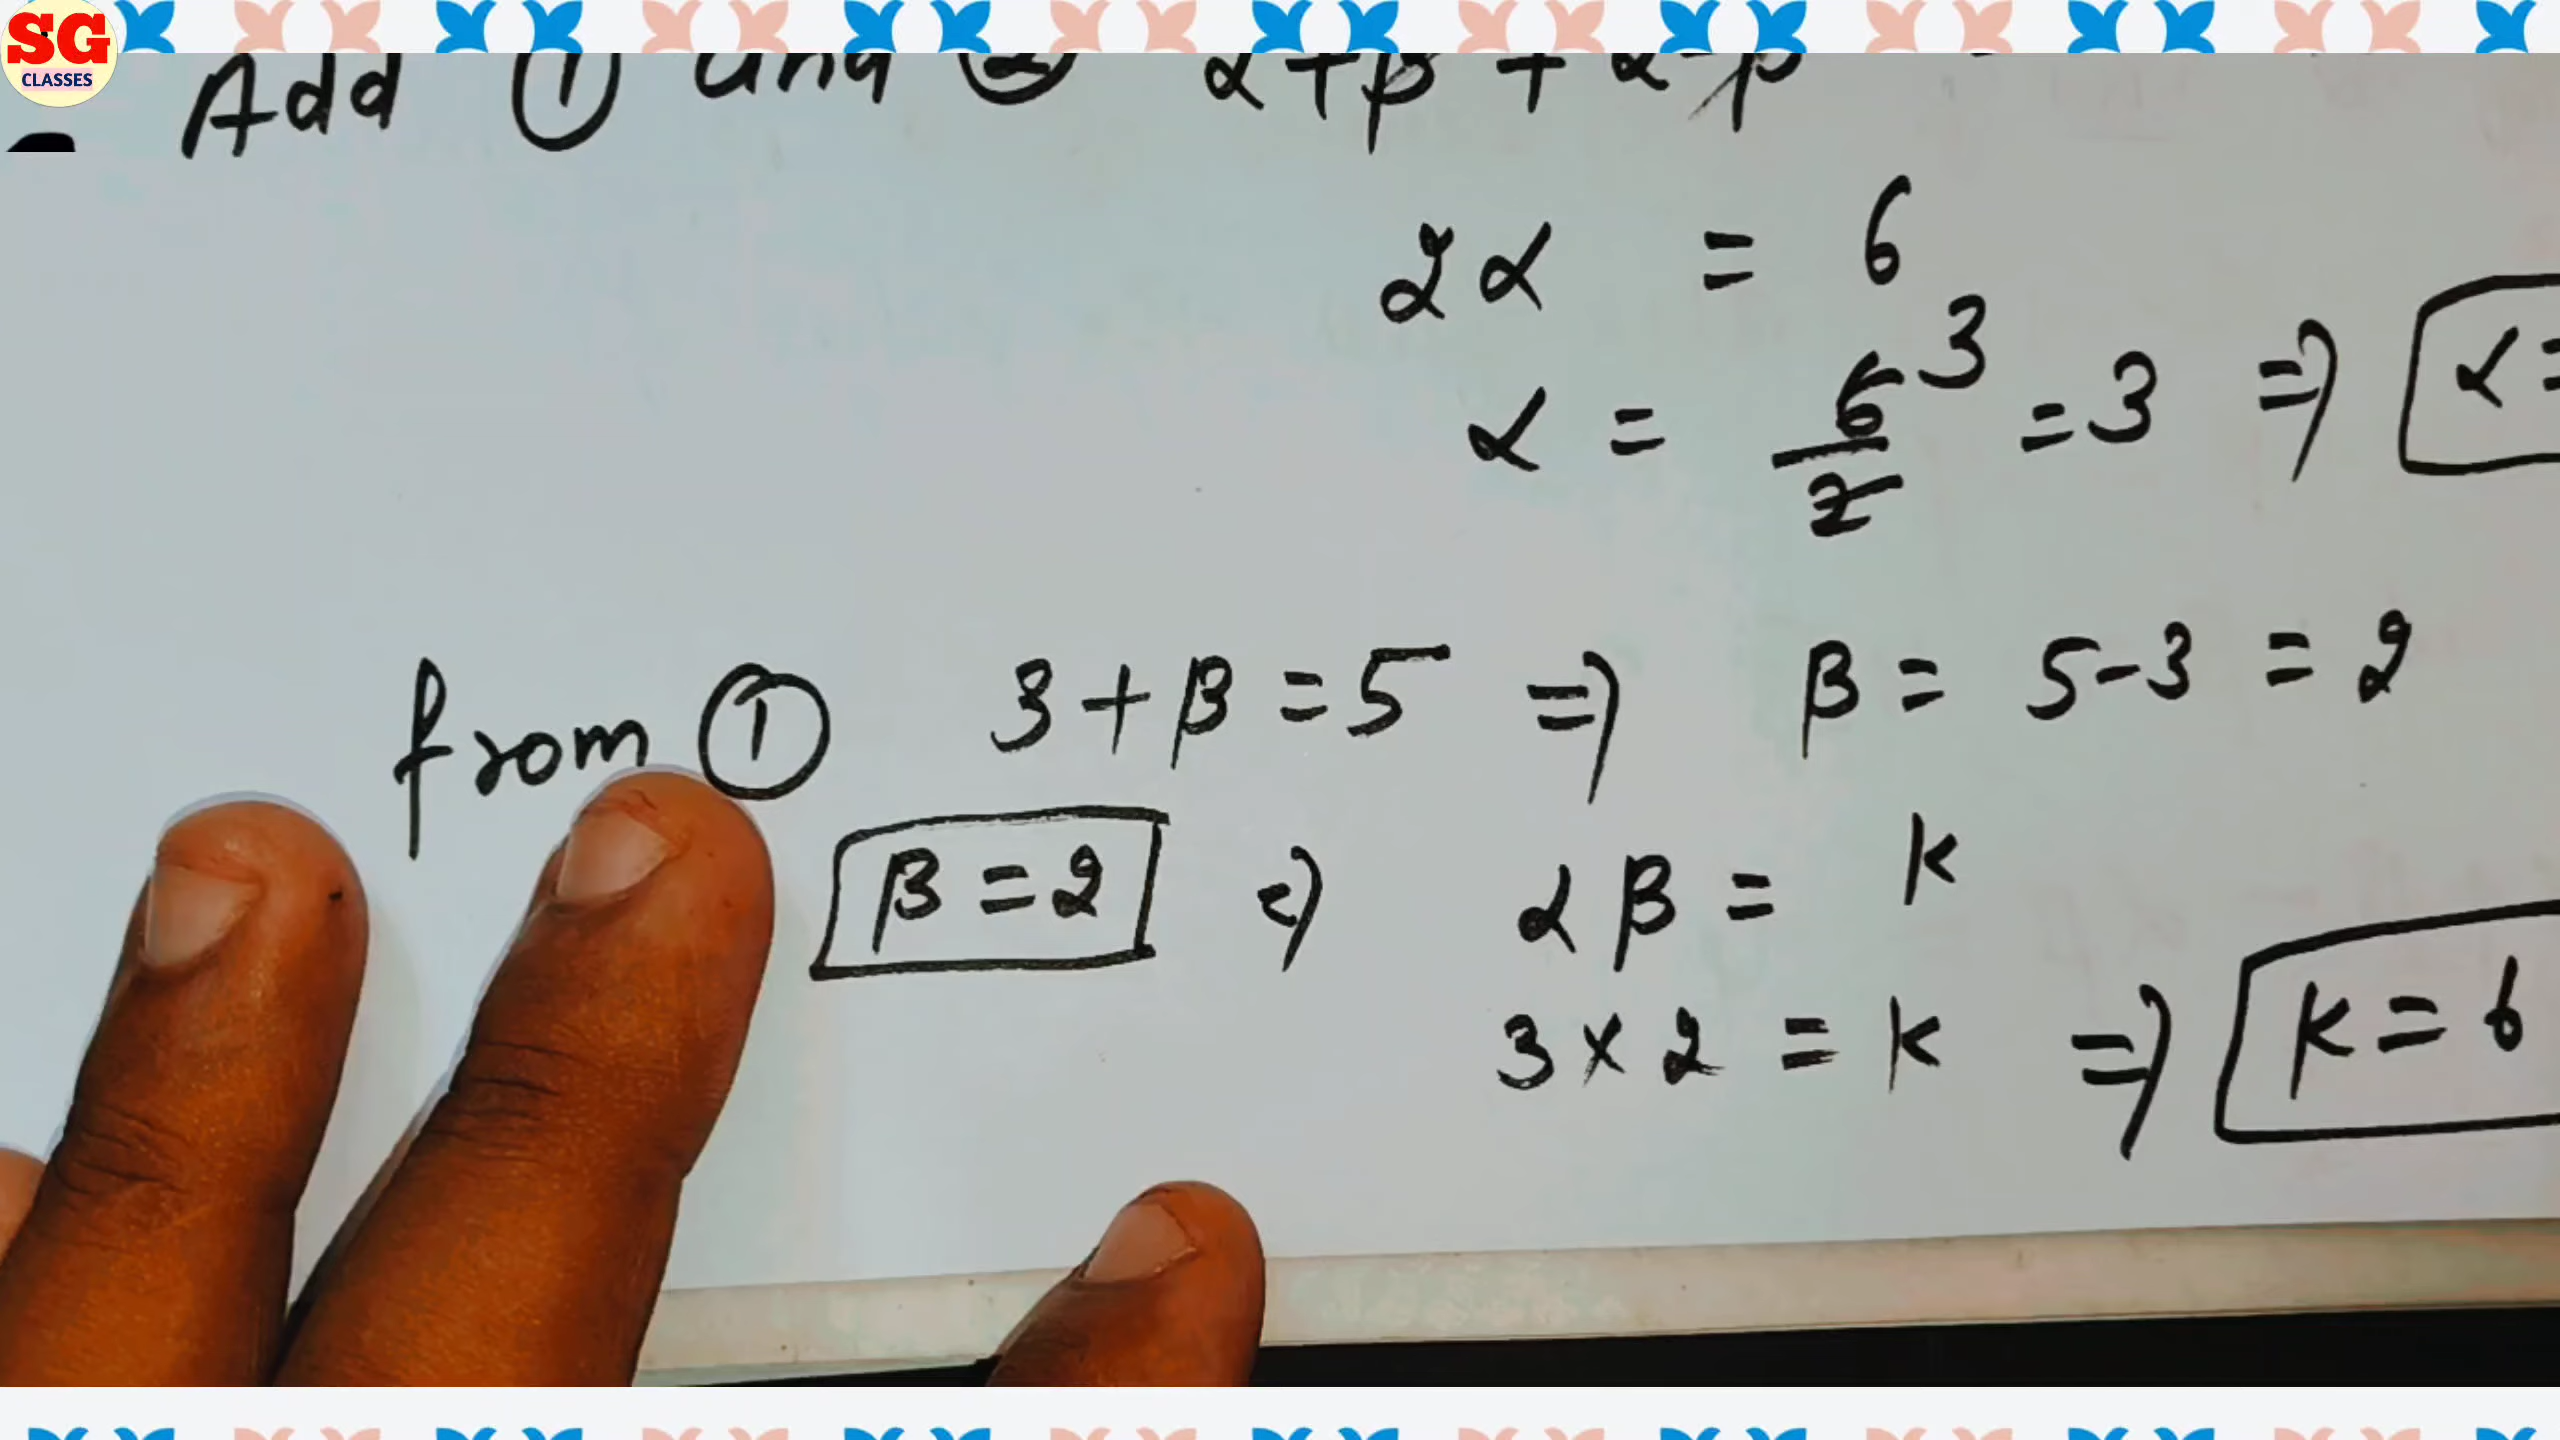 SG
CLASSES
Add ① and ② α+β + α-β
2α = 6
α = 6/2 3 = 3 ⇒ α =
from ① 3+β=5 ⇒ β = 5-3 = 2
β = 2 ⇒ αβ = k
3×2 = k ⇒ k = 6